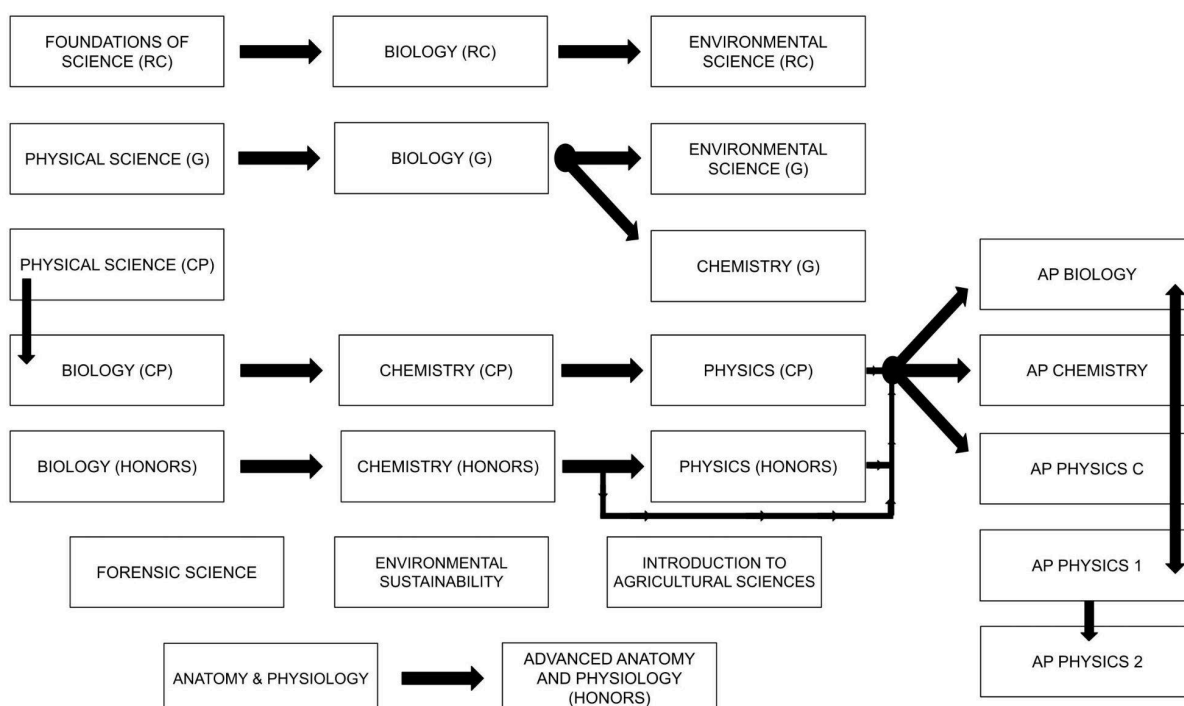 FOUNDATIONS OF
SCIENCE (RC)
BIOLOGY (RC)
ENVIRONMENTAL
SCIENCE (RC)
PHYSICAL SCIENCE (G)
BIOLOGY (G)
ENVIRONMENTAL
SCIENCE (G)
PHYSICAL SCIENCE (CP)
CHEMISTRY (G)
AP BIOLOGY
BIOLOGY (CP)
CHEMISTRY (CP)
PHYSICS (CP)
AP CHEMISTRY
BIOLOGY (HONORS)
CHEMISTRY (HONORS)
PHYSICS (HONORS)
AP PHYSICS C
FORENSIC SCIENCE
ENVIRONMENTAL
SUSTAINABILITY
INTRODUCTION TO
AGRICULTURAL SCIENCES
AP PHYSICS 1
ANATOMY & PHYSIOLOGY
ADVANCED ANATOMY
AND PHYSIOLOGY
(HONORS)
AP PHYSICS 2